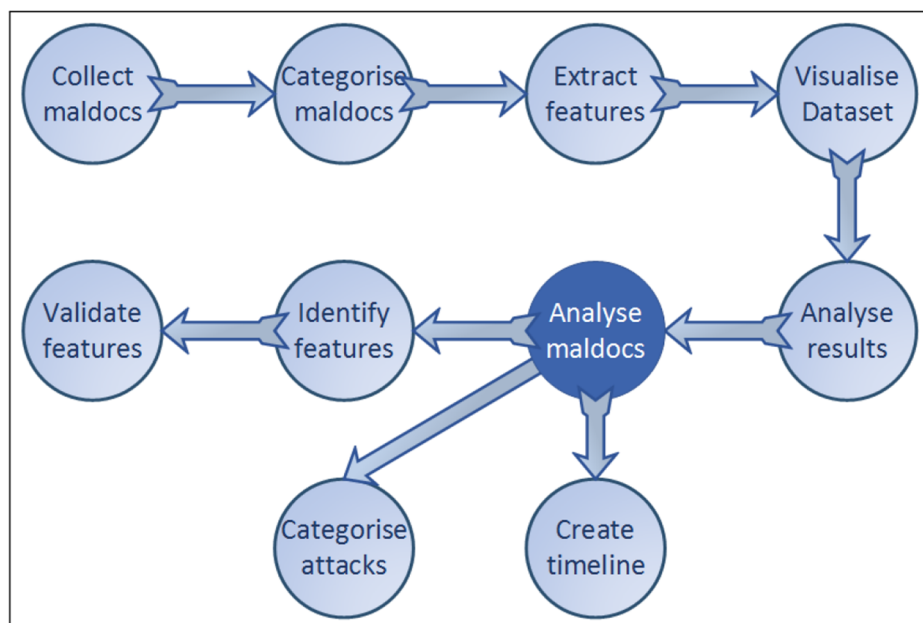 Collect
maldocs
Categorise
maldocs
Extract
features
Visualise
Dataset
Validate
features
Identify
features
Analyse
maldocs
Analyse
results
Categorise
attacks
Create
timeline